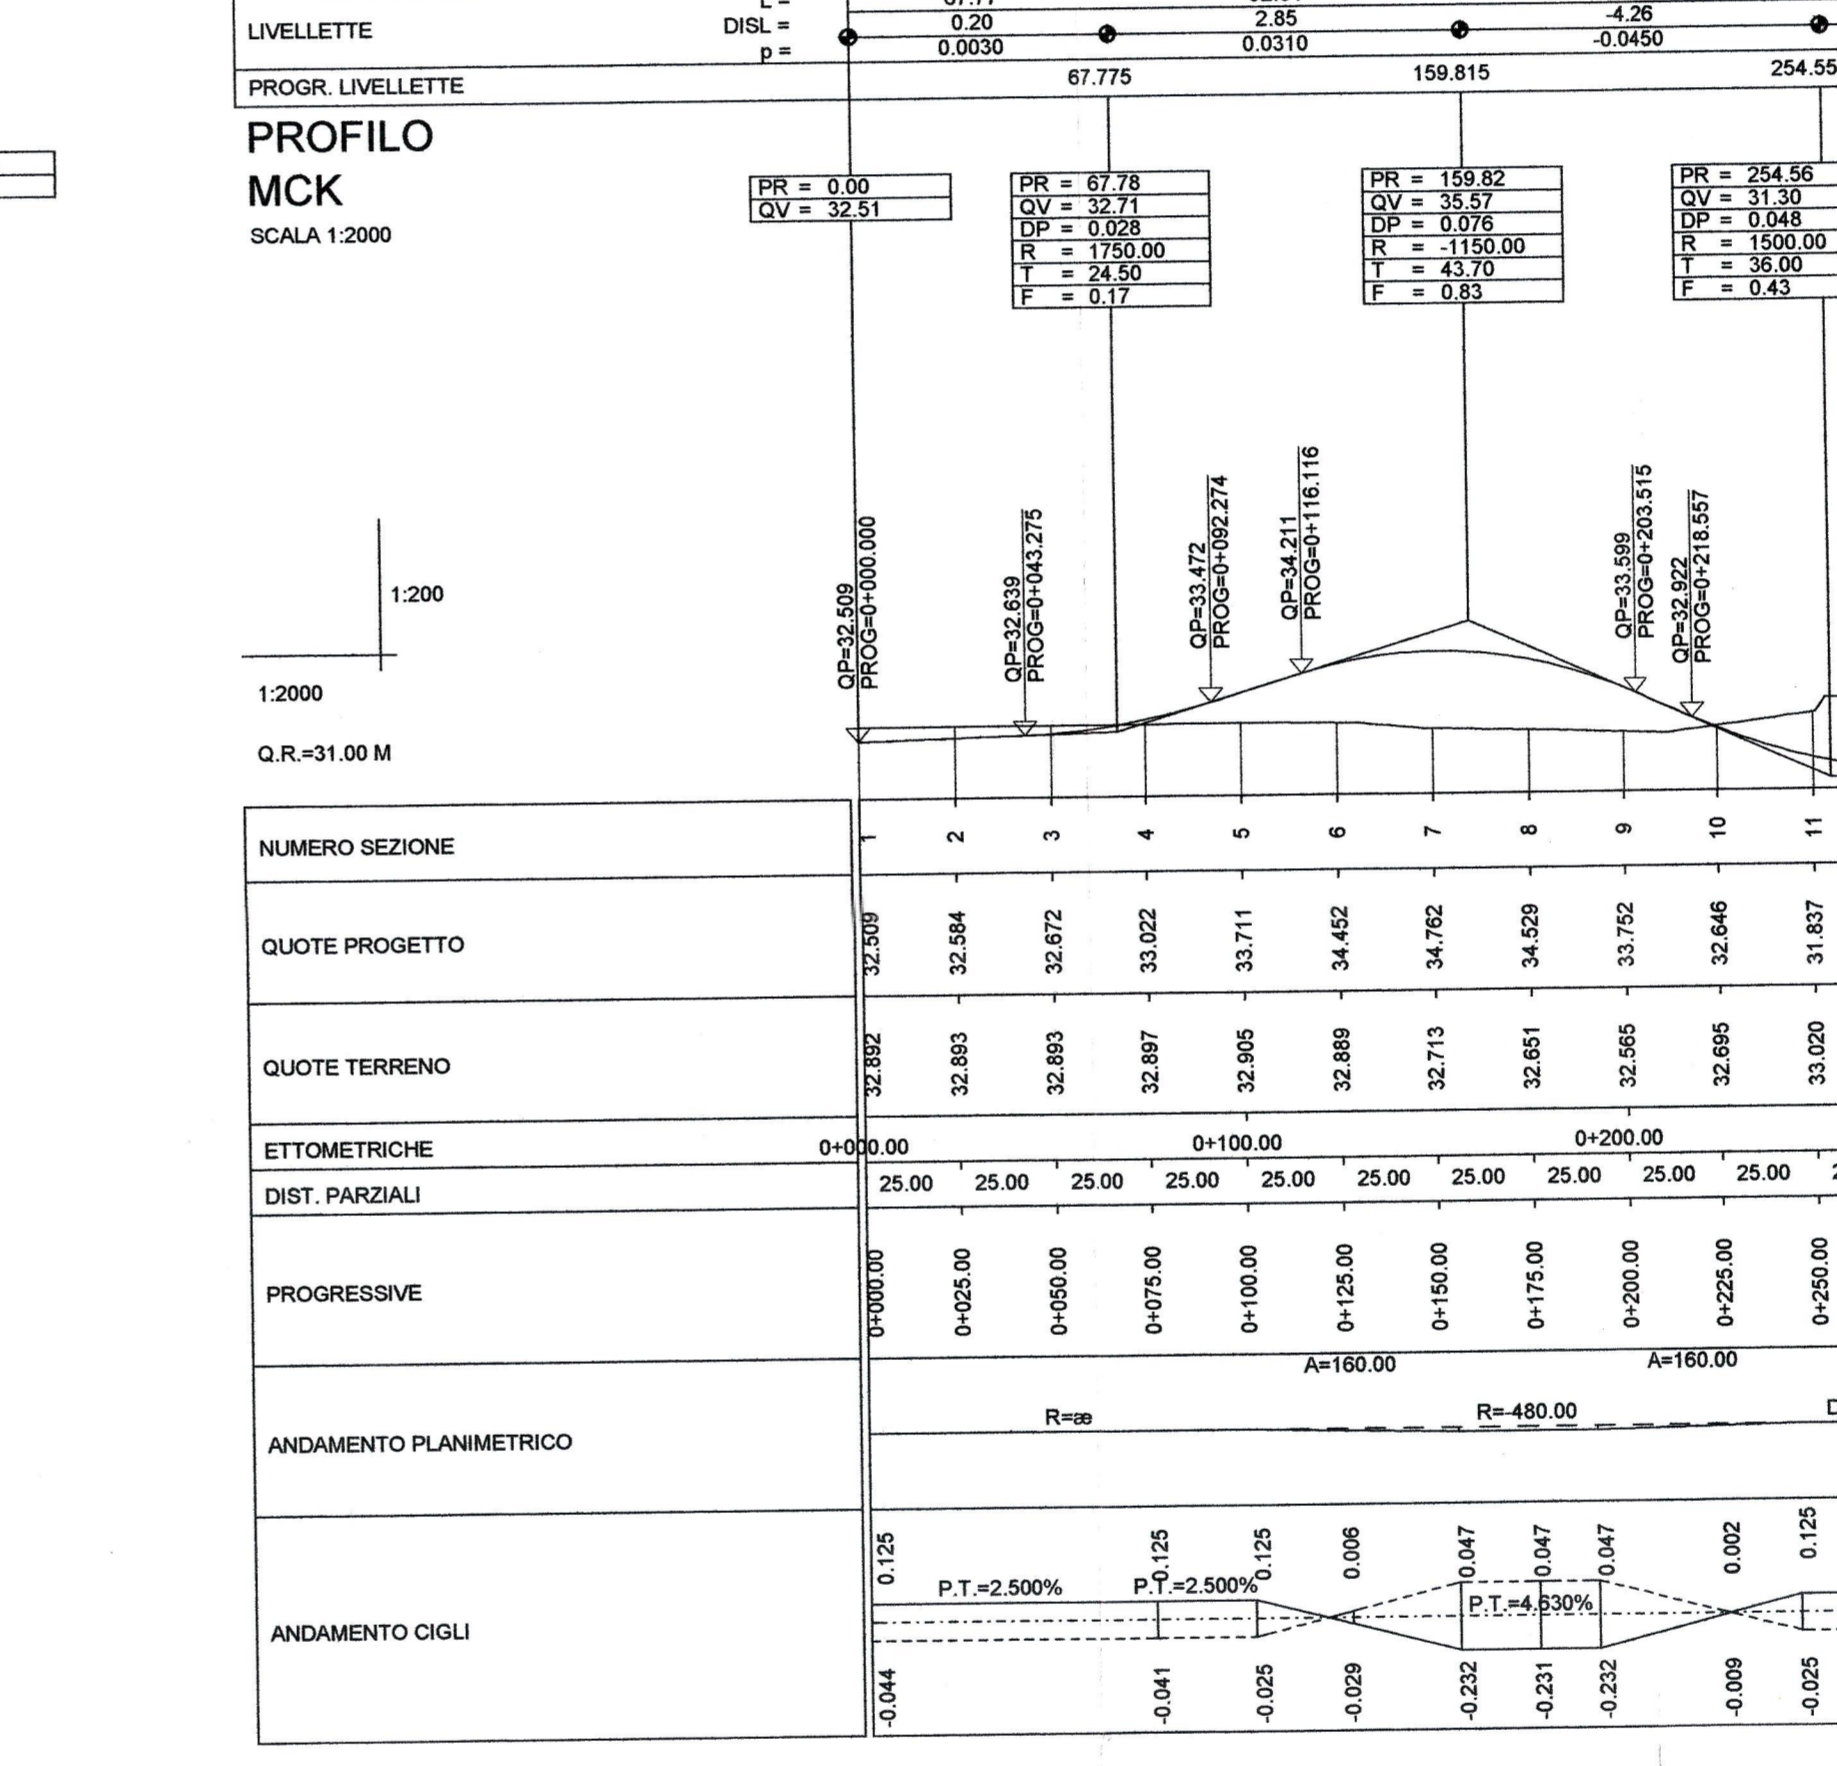 LIVELLETTE
DISL = 0.20 2.85 -4.26
p = 0.0030 0.0310 -0.0450
PROGR. LIVELLETTE 67.775 159.815 254.55
PROFILO
MCK
SCALA 1:2000
PR = 0.00
QV = 32.51
PR = 67.78
QV = 32.71
DP = 0.028
R = 1750.00
T = 24.50
F = 0.17
PR = 159.82
QV = 35.57
DP = 0.076
R = -1150.00
T = 43.70
F = 0.83
PR = 254.56
QV = 31.30
DP = 0.048
R = 1500.00
T = 36.00
F = 0.43
QP=32.509
PROG=0+000.000
QP=32.639
PROG=0+043.275
QP=33.472
PROG=0+092.274
QP=34.211
PROG=0+116.116
QP=33.599
PROG=0+203.515
QP=32.922
PROG=0+218.557
1:200
1:2000
Q.R.=31.00 M
NUMERO SEZIONE 1 2 3 4 5 6 7 8 9 10 11
QUOTE PROGETTO 32.509 32.584 32.672 33.022 33.711 34.452 34.762 34.529 33.752 32.646 31.837
QUOTE TERRENO 32.892 32.893 32.893 32.897 32.905 32.889 32.713 32.651 32.565 32.695 33.020
ETTOMETRICHE 0+000.00 0+100.00 0+200.00
DIST. PARZIALI 25.00 25.00 25.00 25.00 25.00 25.00 25.00 25.00 25.00 25.00
PROGRESSIVE 0+000.00 0+025.00 0+050.00 0+075.00 0+100.00 0+125.00 0+150.00 0+175.00 0+200.00 0+225.00 0+250.00
A=160.00 A=160.00
R=æ R=-480.00
ANDAMENTO PLANIMETRICO
0.125 0.125 0.125 0.006 0.047 0.047 0.047 0.002 0.125
P.T.=2.500% P.T.=2.500% P.T.=4.630%
ANDAMENTO CIGLI
-0.044 -0.041 -0.025 -0.029 -0.232 -0.231 -0.232 -0.009 -0.025